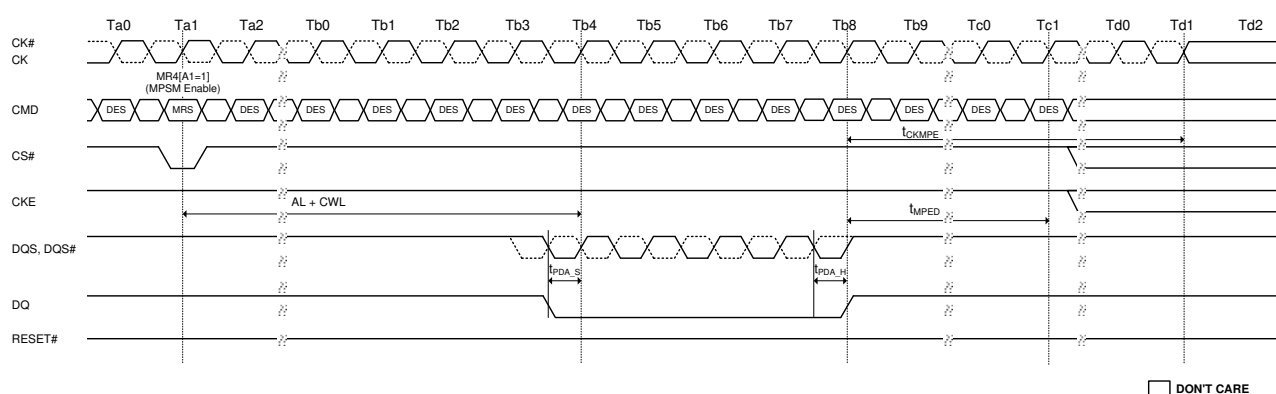 Ta0 Ta1 Ta2 Tb0 Tb1 Tb2 Tb3 Tb4 Tb5 Tb6 Tb7 Tb8 Tb9 Tc0 Tc1 Td0 Td1 Td2
CK#
CK
MR4[A1=1]
(MPSM Enable)
CMD DES MRS DES DES DES DES DES DES DES DES DES DES DES DES DES
tCKMPE
CS#
CKE
AL + CWL
tMPED
DQS, DQS#
tPDA_S tPDA_H
DQ
RESET#
DON'T CARE